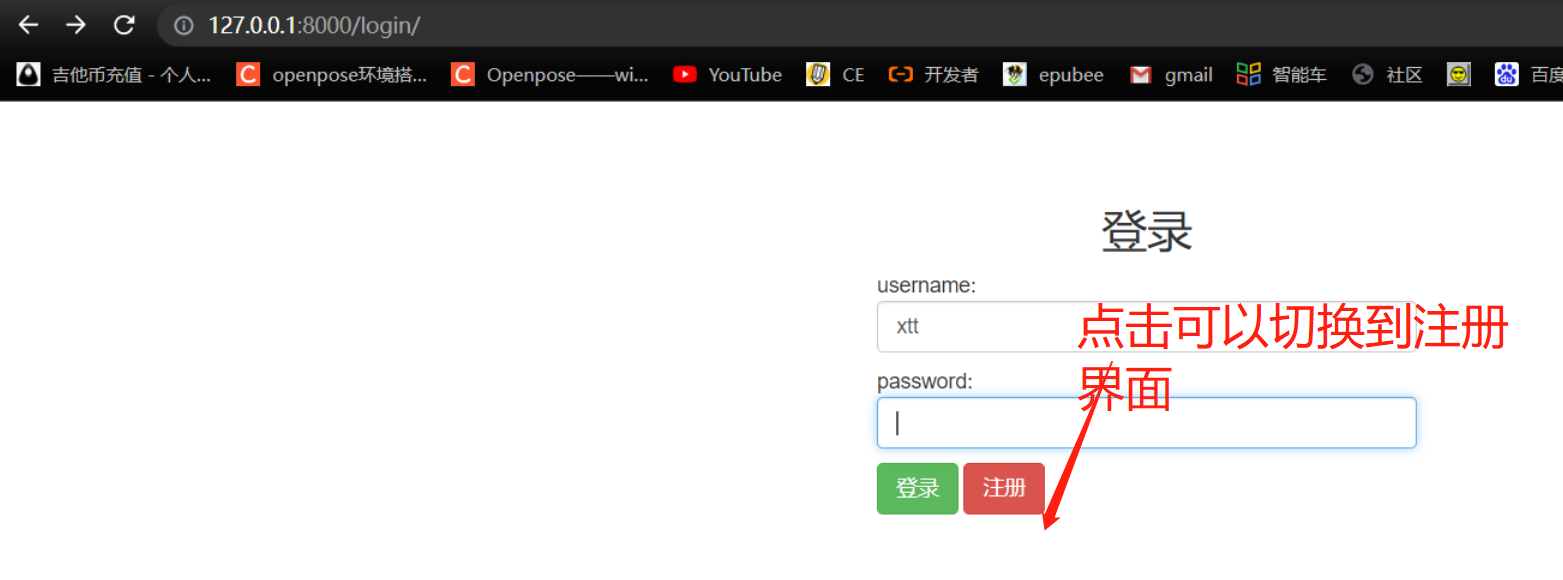 127.0.0.1:8000/login/
吉他币充值 - 个人... openpose环境搭... Openpose——wi... YouTube CE 开发者 epubee gmail 智能车 社区 百度
登录
username:
xtt
点击可以切换到注册
界面
password:
登录 注册